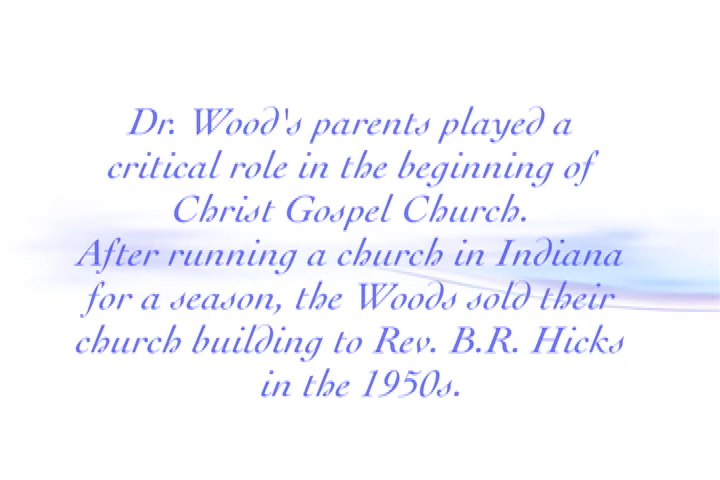 Dr. Wood's parents played a
critical role in the beginning of
Christ Gospel Church.
After running a church in Indiana
for a season, the Woods sold their
church building to Rev. B.R. Hicks
in the 1950s.